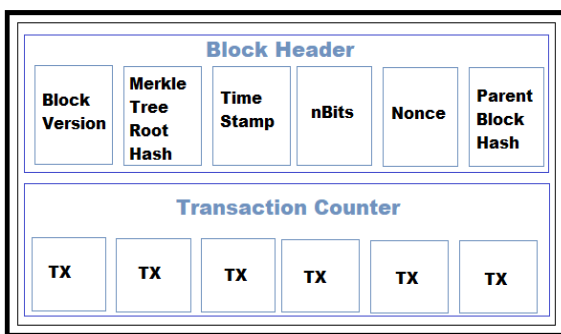 Block Header
Block
Version
Merkle
Tree
Root
Hash
Time
Stamp
nBits
Nonce
Parent
Block
Hash
Transaction Counter
TX
TX
TX
TX
TX
TX